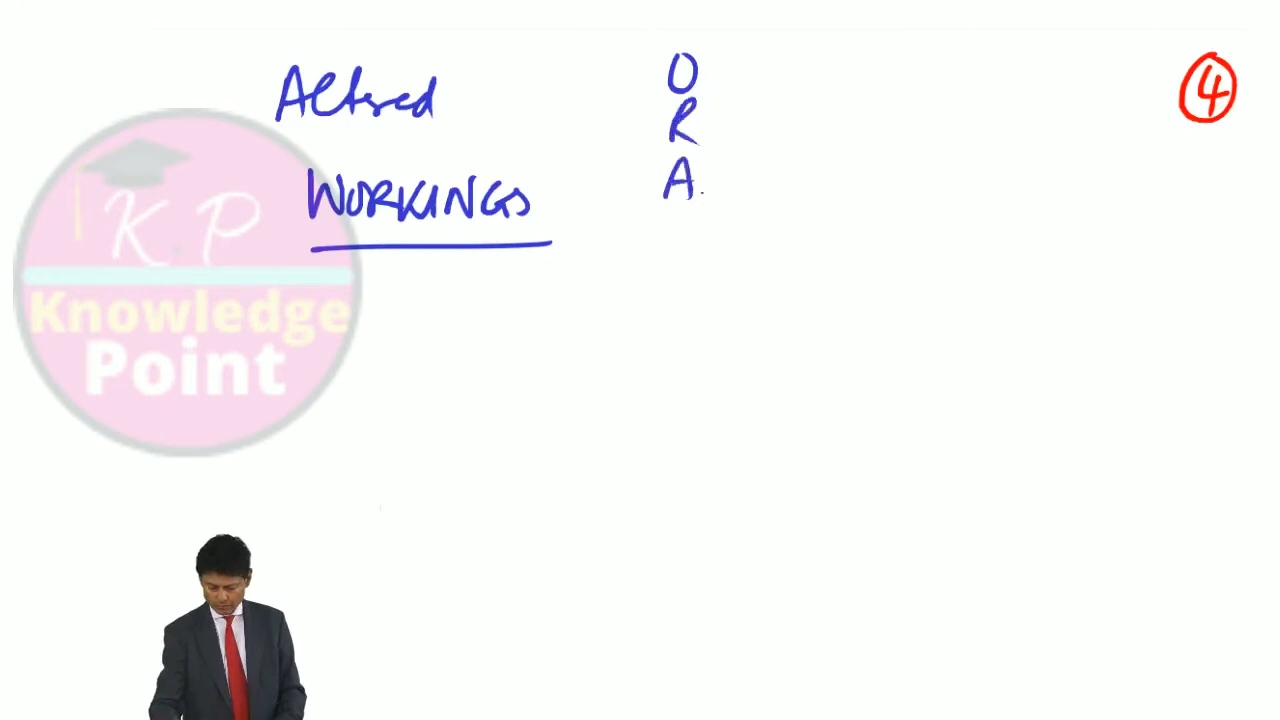 Altered
WORKINGS
O
R
A.
4
K.P
Knowledge
Point